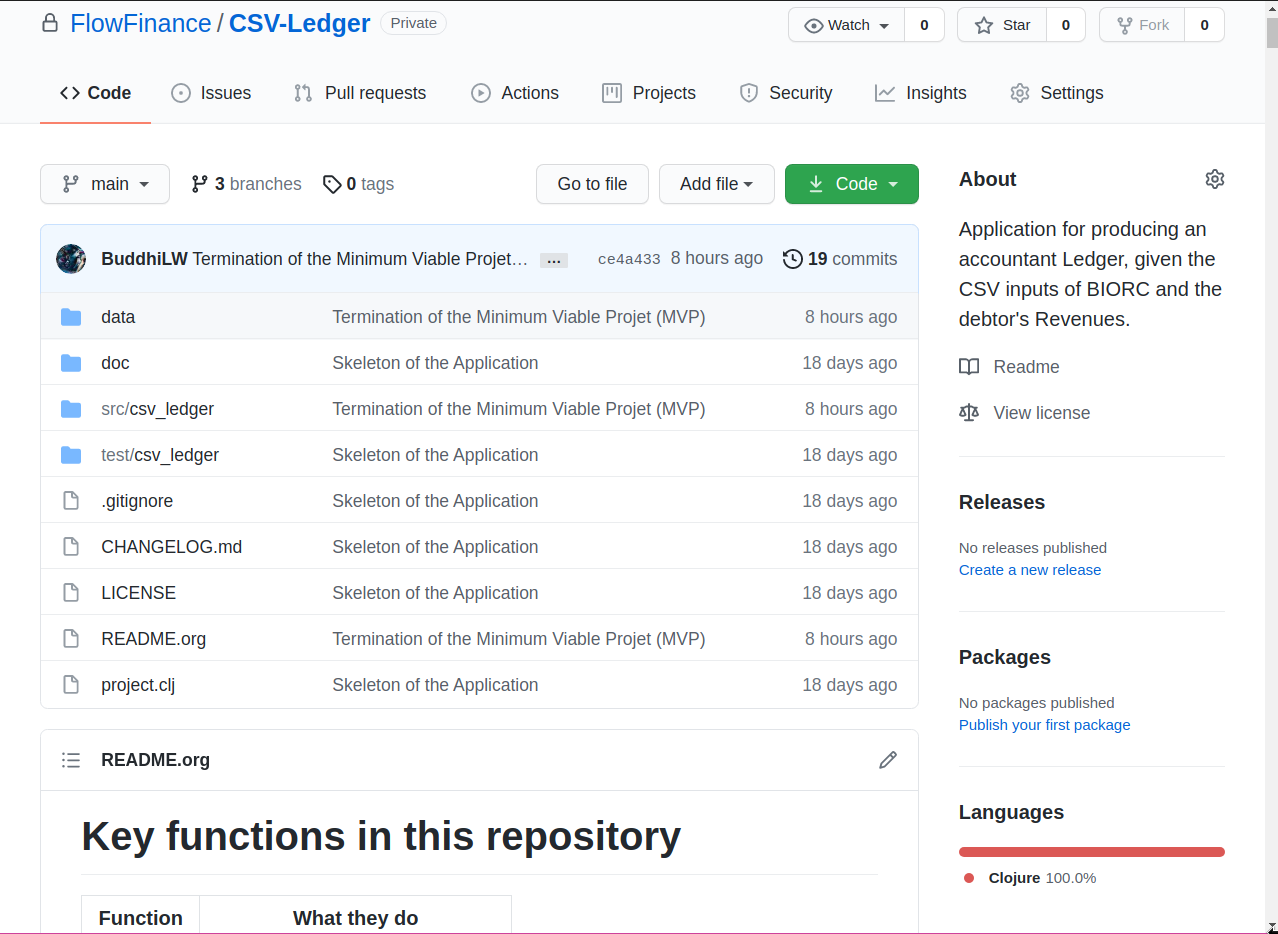 FlowFinance / CSV-Ledger Private Watch 0 Star 0 Fork 0
Code Issues Pull requests Actions Projects Security Insights Settings
main 3 branches 0 tags Go to file Add file Code
BuddhiLW Termination of the Minimum Viable Projet… ... ce4a433 8 hours ago 19 commits
data Termination of the Minimum Viable Projet (MVP) 8 hours ago
doc Skeleton of the Application 18 days ago
src/csv_ledger Termination of the Minimum Viable Projet (MVP) 8 hours ago
test/csv_ledger Skeleton of the Application 18 days ago
.gitignore Skeleton of the Application 18 days ago
CHANGELOG.md Skeleton of the Application 18 days ago
LICENSE Skeleton of the Application 18 days ago
README.org Termination of the Minimum Viable Projet (MVP) 8 hours ago
project.clj Skeleton of the Application 18 days ago
README.org
Key functions in this repository
Function What they do
About
Application for producing an
accountant Ledger, given the
CSV inputs of BIORC and the
debtor's Revenues.
Readme
View license
Releases
No releases published
Create a new release
Packages
No packages published
Publish your first package
Languages
Clojure 100.0%